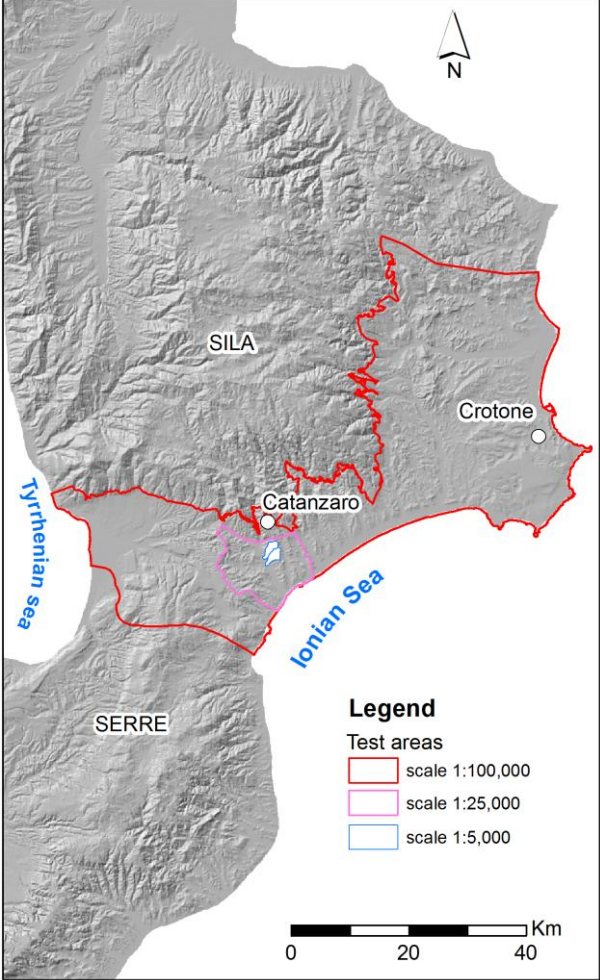 N
SILA
Crotone
Catanzaro
Tyrrhenian sea
Ionian Sea
SERRE
Legend
Test areas
scale 1:100,000
scale 1:25,000
scale 1:5,000
Km
0 20 40